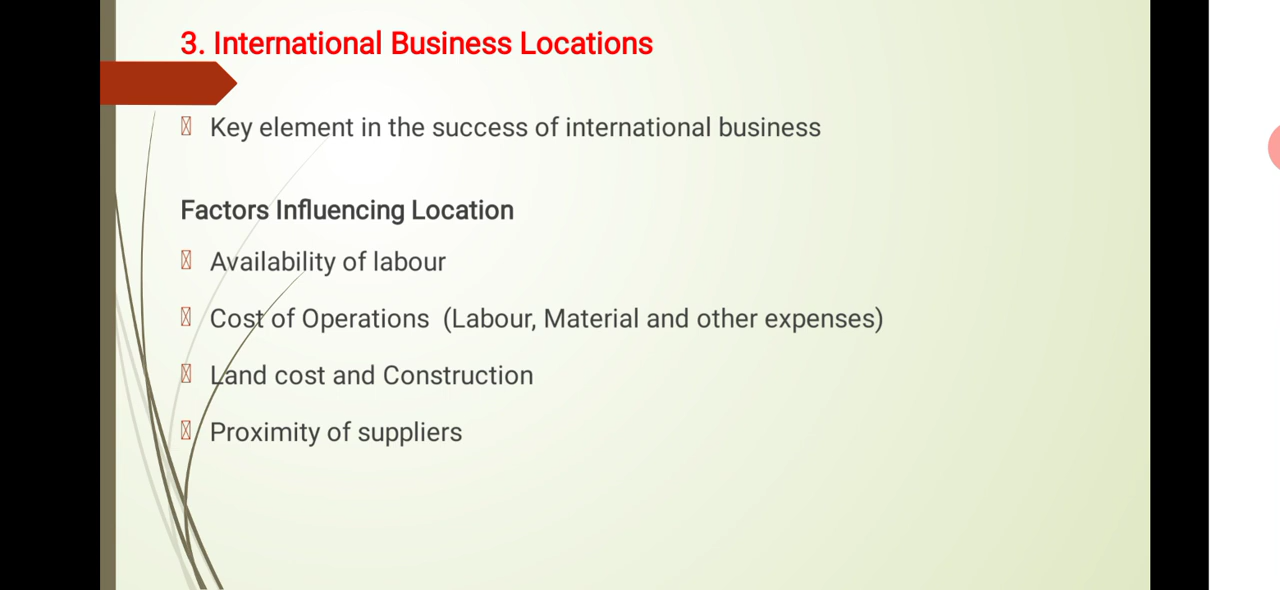 3. International Business Locations
Key element in the success of international business
Factors Influencing Location
Availability of labour
Cost of Operations (Labour, Material and other expenses)
Land cost and Construction
Proximity of suppliers